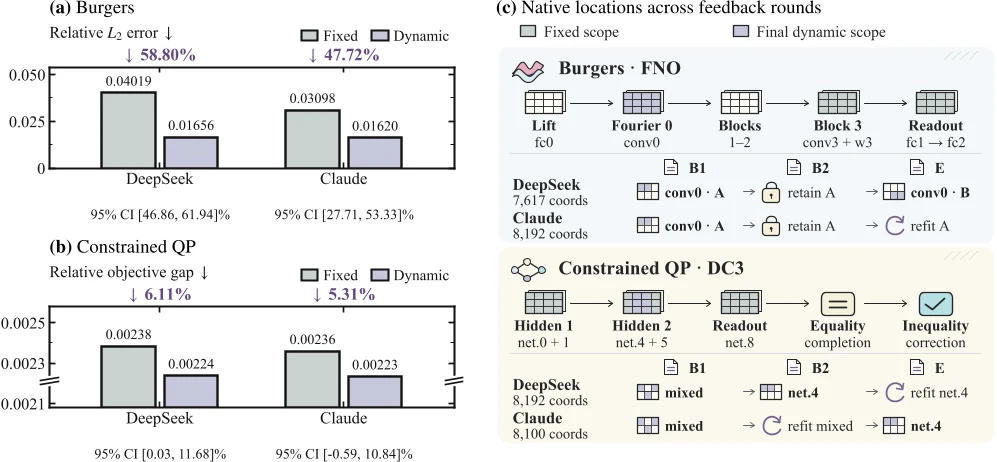 (a) Burgers
Relative L2 error ↓
Fixed
Dynamic
↓ 58.80%
↓ 47.72%
0.050
0.025
0
0.04019
0.01656
0.03098
0.01620
DeepSeek
Claude
95% CI [46.86, 61.94]%
95% CI [27.71, 53.33]%
(b) Constrained QP
Relative objective gap ↓
Fixed
Dynamic
↓ 6.11%
↓ 5.31%
0.0025
0.0023
0.0021
0.00238
0.00224
0.00236
0.00223
DeepSeek
Claude
95% CI [0.03, 11.68]%
95% CI [-0.59, 10.84]%
(c) Native locations across feedback rounds
Fixed scope
Final dynamic scope
Burgers · FNO
Lift
fc0
Fourier 0
conv0
Blocks
1–2
Block 3
conv3 + w3
Readout
fc1 → fc2
B1
B2
E
DeepSeek
7,617 coords
conv0 · A → retain A → conv0 · B
Claude
8,192 coords
conv0 · A → retain A → refit A
Constrained QP · DC3
Hidden 1
net.0 + 1
Hidden 2
net.4 + 5
Readout
net.8
Equality
completion
Inequality
correction
B1
B2
E
DeepSeek
8,192 coords
mixed → net.4 → refit net.4
Claude
8,100 coords
mixed → refit mixed → net.4